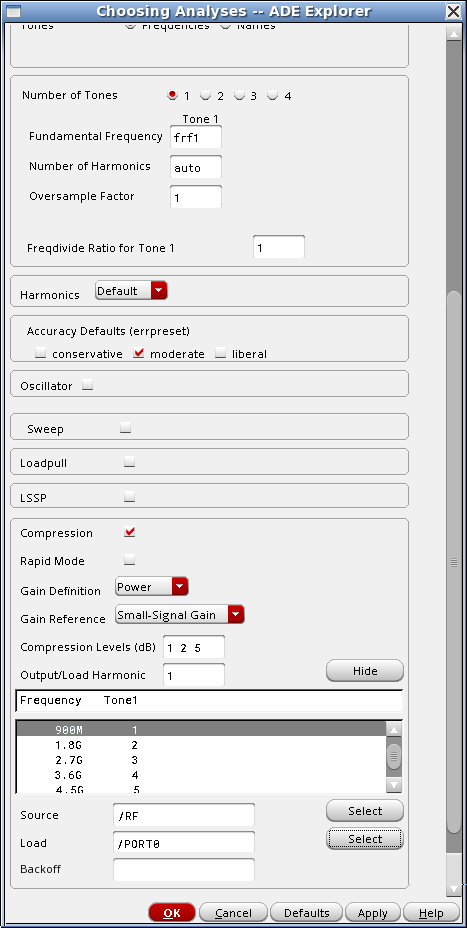 Choosing Analyses -- ADE Explorer
Tones Frequencies Names
Number of Tones 1 2 3 4
Tone 1
Fundamental Frequency frf1
Number of Harmonics auto
Oversample Factor 1
Freqdivide Ratio for Tone 1 1
Harmonics Default
Accuracy Defaults (errpreset)
conservative moderate liberal
Oscillator
Sweep
Loadpull
LSSP
Compression
Rapid Mode
Gain Definition Power
Gain Reference Small-Signal Gain
Compression Levels (dB) 1 2 5
Output/Load Harmonic 1 Hide
Frequency Tone1
900M 1
1.8G 2
2.7G 3
3.6G 4
4.5G 5
Source /RF Select
Load /PORT0 Select
Backoff
OK Cancel Defaults Apply Help